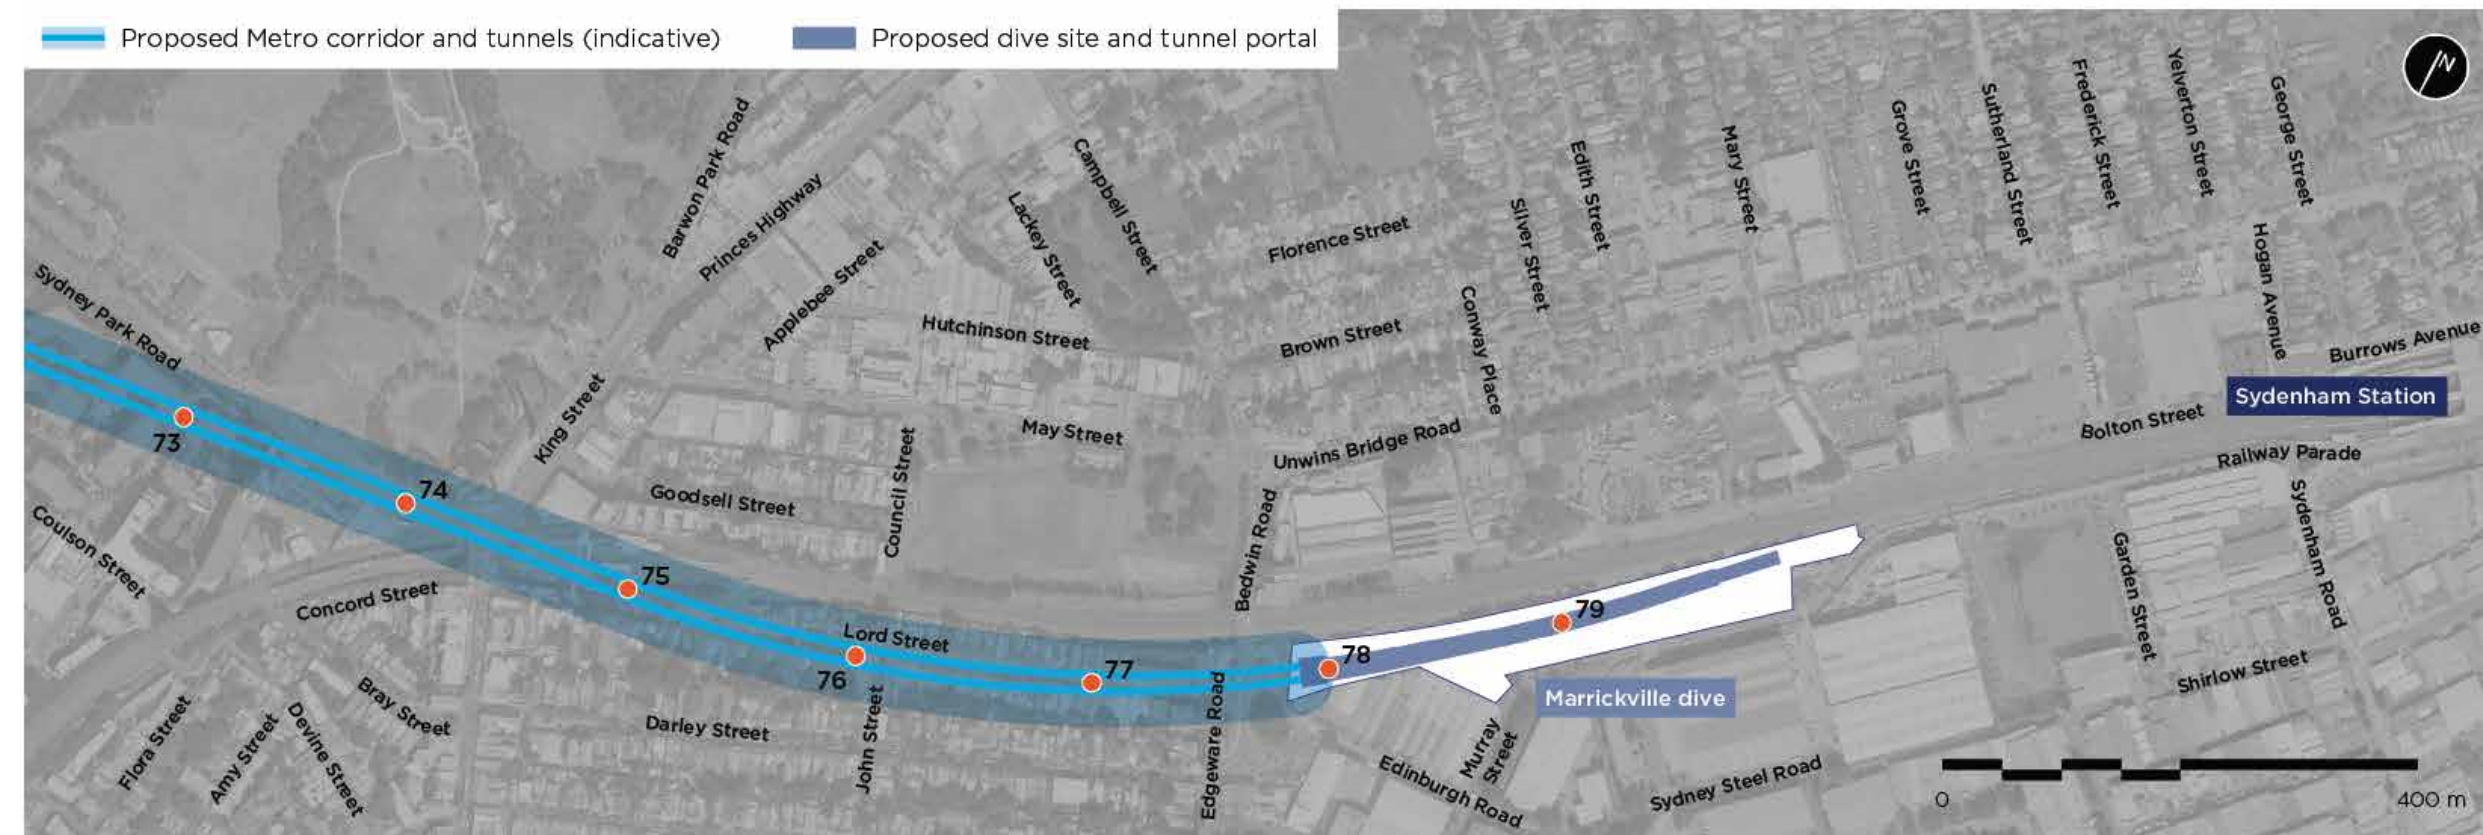 Proposed Metro corridor and tunnels (indicative)
Proposed dive site and tunnel portal
N
Barwon Park Road
Princes Highway
Applebee Street
Lackey Street
Campbell Street
Florence Street
Silver Street
Edith Street
Mary Street
Grove Street
Sutherland Street
Frederick Street
Yelverton Street
George Street
Hogan Avenue
Burrows Avenue
Sydney Park Road
Hutchinson Street
Brown Street
Conway Place
King Street
May Street
Unwins Bridge Road
Sydenham Station
Bolton Street
Railway Parade
73
74
Goodsell Street
Council Street
Bedwin Road
Sydenham Road
Garden Street
Coulson Street
Concord Street
75
Lord Street
76
77
78
79
Marrickville dive
Shirlow Street
Flora Street
Amy Street
Devine Street
Bray Street
Darley Street
John Street
Edgeware Road
Edinburgh Road
Murray
Street
Sydney Steel Road
0
400 m